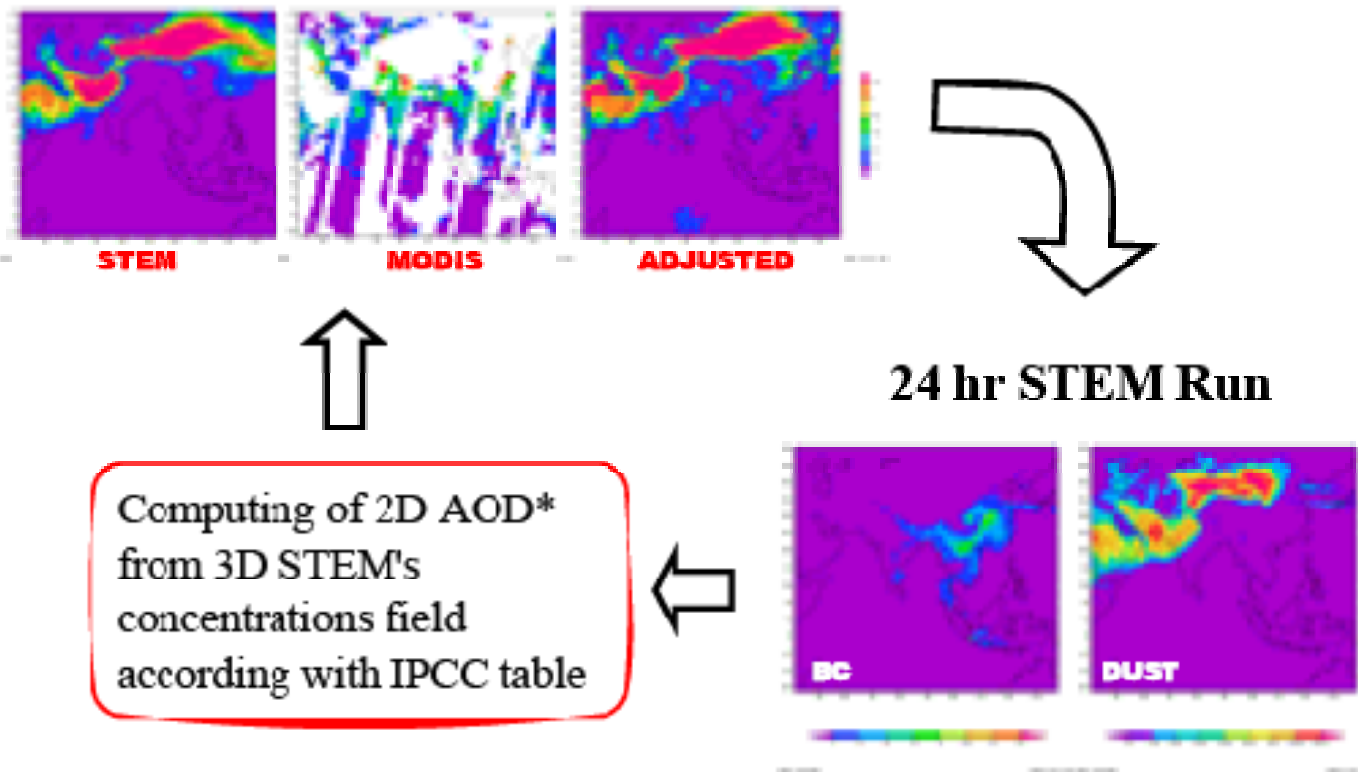 STEM
MODIS
ADJUSTED
24 hr STEM Run
Computing of 2D AOD*
from 3D STEM's
concentrations field
according with IPCC table
BC
DUST